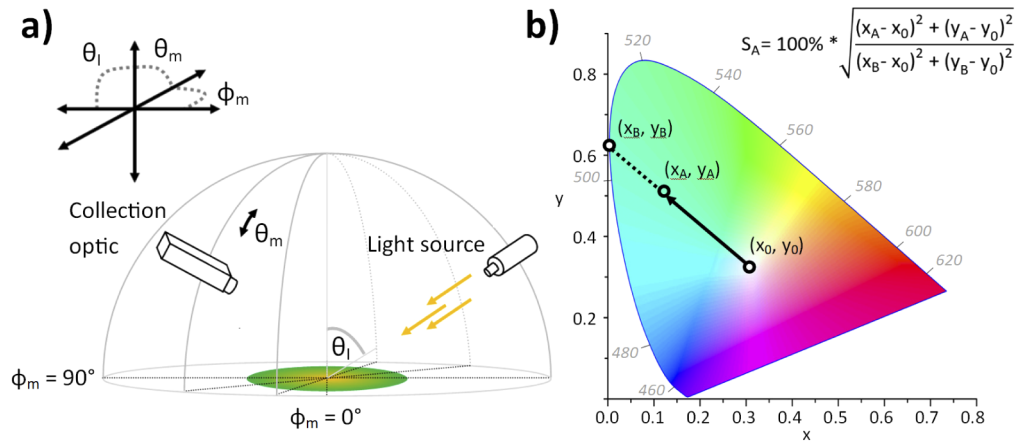 a)
θI
θm
ϕm
Collection
optic
θm
Light source
θI
ϕm = 90°
ϕm = 0°
b)
SA= 100% * √((xA- x0)² + (yA- y0)²
(xB- x0)² + (yB- y0)²)
520
540
560
580
600
620
500
480
460
(xB, yB)
(xA, yA)
(x0, y0)
0.8
0.6
0.4
0.2
y
0.0 0.1 0.2 0.3 0.4 0.5 0.6 0.7 0.8
x